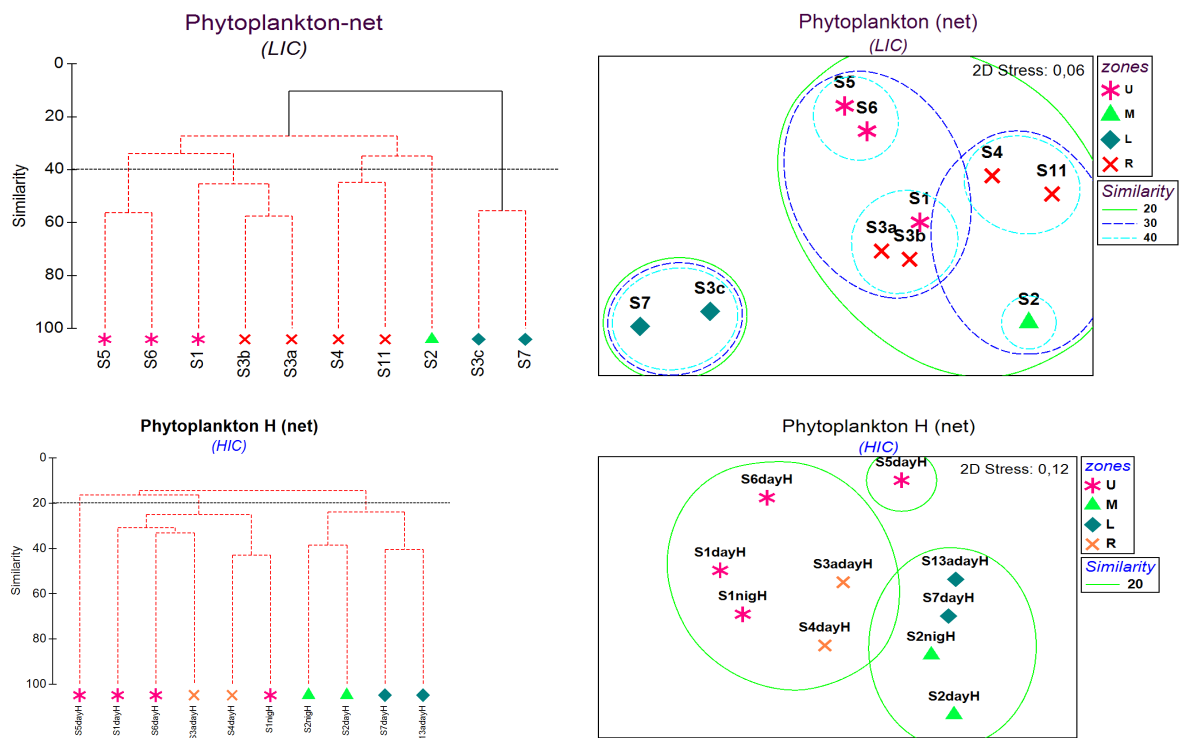 Phytoplankton-net
(LIC)
0
20
40
60
80
100
Similarity
S5
S6
S1
S3b
S3a
S4
S11
S2
S3c
S7
Phytoplankton (net)
(LIC)
2D Stress: 0,06
S5
S6
S4
S11
S1
S3a
S3b
S2
S7
S3c
zones
U
M
L
R
Similarity
20
30
40
Phytoplankton H (net)
(HIC)
0
20
40
60
80
100
Similarity
S5dayH
S1dayH
S6dayH
S3adayH
S4dayH
S1nigH
S2nigH
S2dayH
S7dayH
13adayH
Phytoplankton H (net)
(HIC)
2D Stress: 0,12
S5dayH
S6dayH
S1dayH
S3adayH
S13adayH
S1nigH
S7dayH
S4dayH
S2nigH
S2dayH
zones
U
M
L
R
Similarity
20